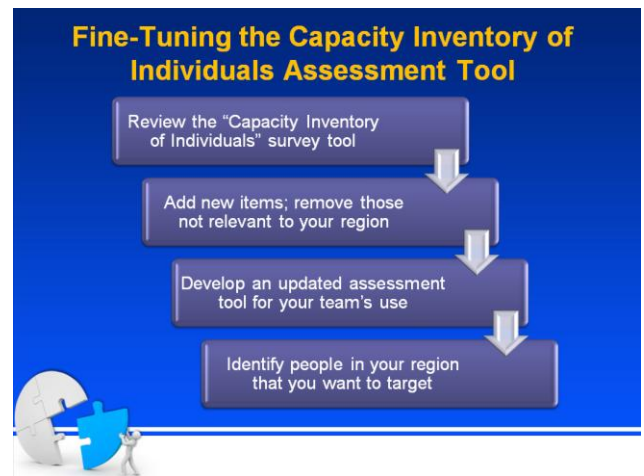 Fine-Tuning the Capacity Inventory of
Individuals Assessment Tool
Review the “Capacity Inventory
of Individuals” survey tool
Add new items; remove those
not relevant to your region
Develop an updated assessment
tool for your team’s use
Identify people in your region
that you want to target